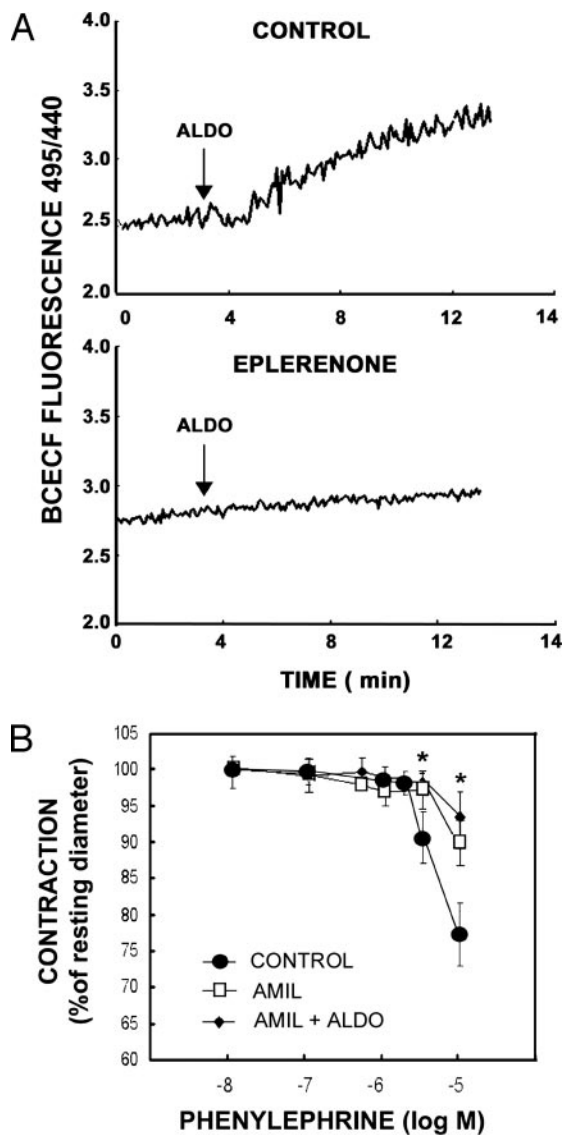 A
CONTROL
BCECF FLUORESCENCE 495/440
4.0
3.5
3.0
2.5
2.0
ALDO
0 4 8 12 14
EPLERENONE
4.0
3.5
3.0
2.5
2.0
ALDO
0 4 8 12 14
TIME ( min)
B
CONTRACTION
(%of resting diameter)
105
100
95
90
85
80
75
70
65
60
* *
CONTROL
AMIL
AMIL + ALDO
-8 -7 -6 -5
PHENYLEPHRINE (log M)